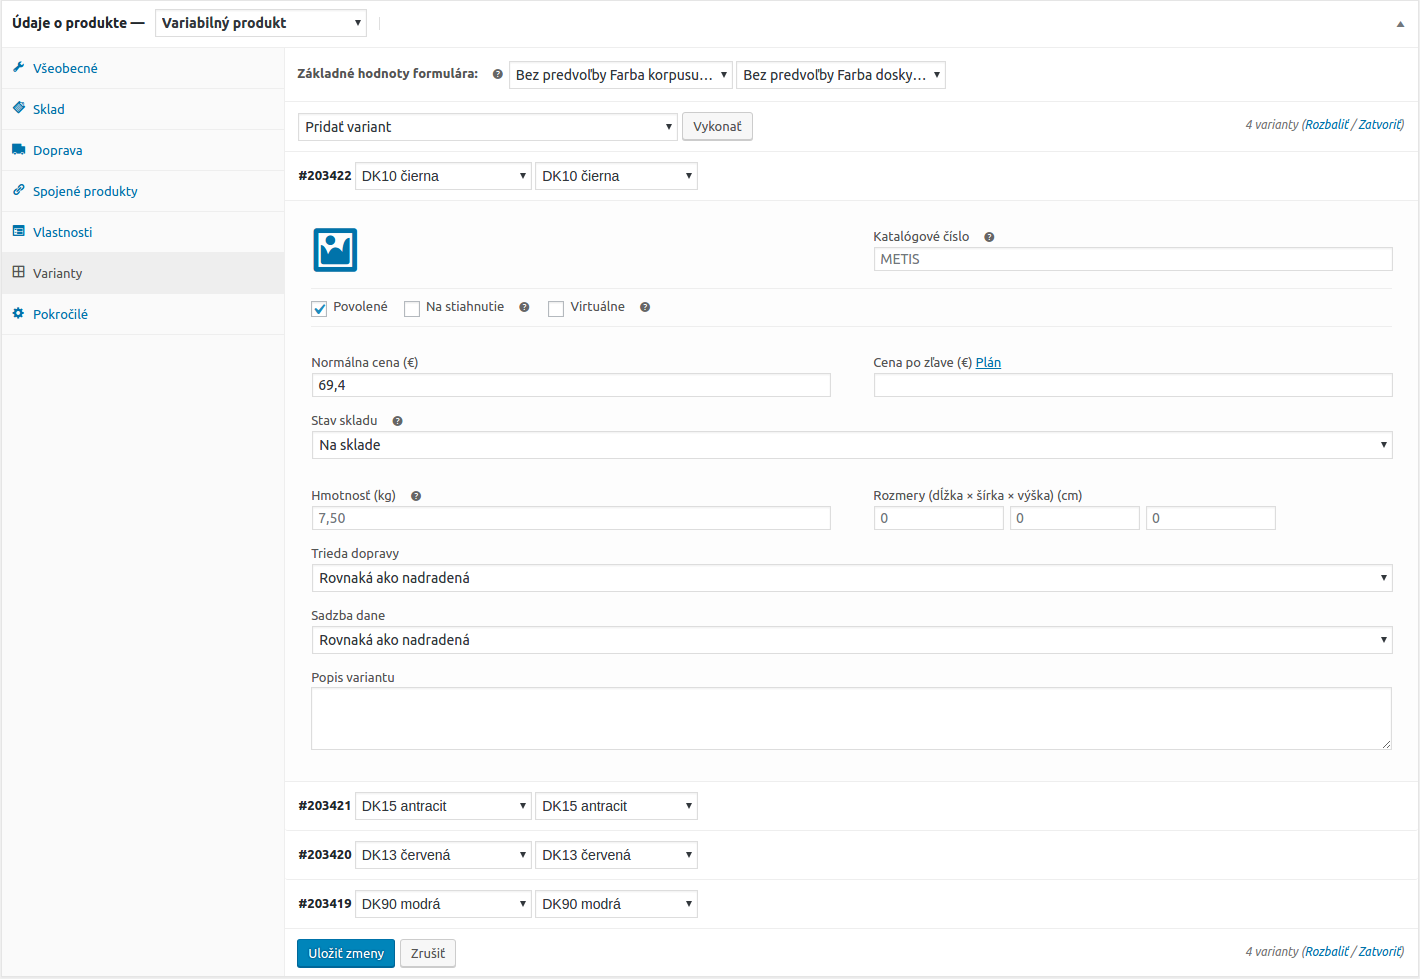 Údaje o produkte — Variabilný produkt
Všeobecné
Sklad
Doprava
Spojené produkty
Vlastnosti
Varianty
Pokročilé
Základné hodnoty formulára: Bez predvoľby Farba korpusu... Bez predvoľby Farba dosky...
Pridať variant Vykonať 4 varianty (Rozbaliť / Zatvoriť)
#203422 DK10 čierna DK10 čierna
Katalógové číslo
METIS
Povolené Na stiahnutie Virtuálne
Normálna cena (€) Cena po zľave (€) Plán
69,4
Stav skladu
Na sklade
Hmotnosť (kg) Rozmery (dĺžka × šírka × výška) (cm)
7,50 0 0 0
Trieda dopravy
Rovnaká ako nadradená
Sadzba dane
Rovnaká ako nadradená
Popis variantu
#203421 DK15 antracit DK15 antracit
#203420 DK13 červená DK13 červená
#203419 DK90 modrá DK90 modrá
Uložiť zmeny Zrušiť 4 varianty (Rozbaliť / Zatvoriť)